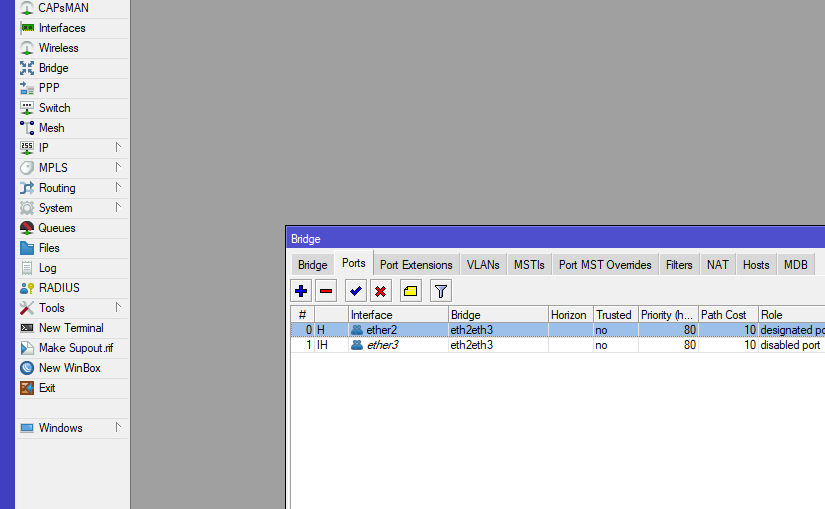 CAPsMAN
Interfaces
Wireless
Bridge
PPP
Switch
Mesh
255 IP
MPLS
Routing
System
Queues
Files
Log
RADIUS
Tools
New Terminal
Make Supout.rif
New WinBox
Exit
Windows
Bridge
Bridge Ports Port Extensions VLANs MSTIs Port MST Overrides Filters NAT Hosts MDB
# Interface Bridge Horizon Trusted Priority (h... Path Cost Role
0 H ether2 eth2eth3 no 80 10 designated po
1 IH ether3 eth2eth3 no 80 10 disabled port